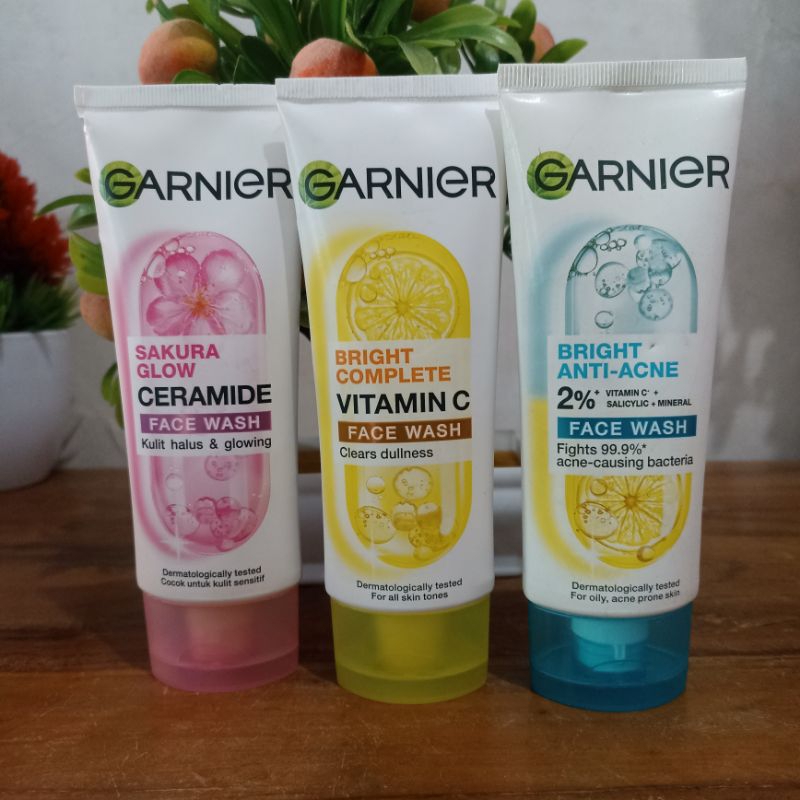 GARNIER
SAKURA
GLOW
CERAMIDE
FACE WASH
Kulit halus & glowing
Dermatologically tested
Cocok untuk kulit sensitif
GARNIER
BRIGHT
COMPLETE
VITAMIN C
FACE WASH
Clears dullness
Dermatologically tested
For all skin tones
GARNIER
BRIGHT
ANTI-ACNE
2%+ VITAMIN C* +
SALICYLIC + MINERAL
FACE WASH
Fights 99.9%*
acne-causing bacteria
Dermatologically tested
For oily, acne prone skin